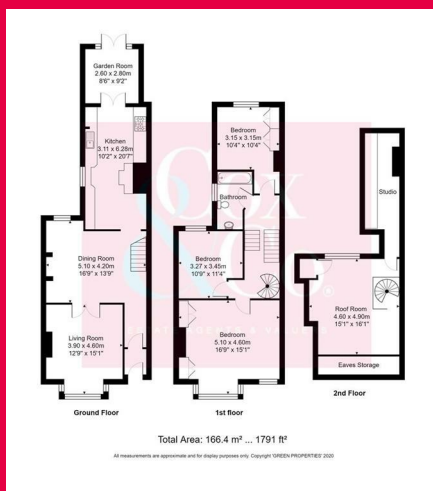 Garden Room
2.60 x 2.80m
8'6" x 9'2"
Kitchen
3.11 x 6.28m
10'2" x 20'7"
Dining Room
5.10 x 4.20m
16'9" x 13'9"
Living Room
3.90 x 4.60m
12'9" x 15'1"
Ground Floor
Bedroom
3.15 x 3.15m
10'4" x 10'4"
Bathroom
Bedroom
3.27 x 3.45m
10'9" x 11'4"
Bedroom
5.10 x 4.60m
16'9" x 15'1"
1st floor
Studio
Roof Room
4.60 x 4.90m
15'1" x 16'1"
Eaves Storage
2nd Floor
COX
& CO.
Total Area: 166.4 m² ... 1791 ft²
All measurements are approximate and for display purposes only. Copyright 'GREEN PROPERTIES' 2020